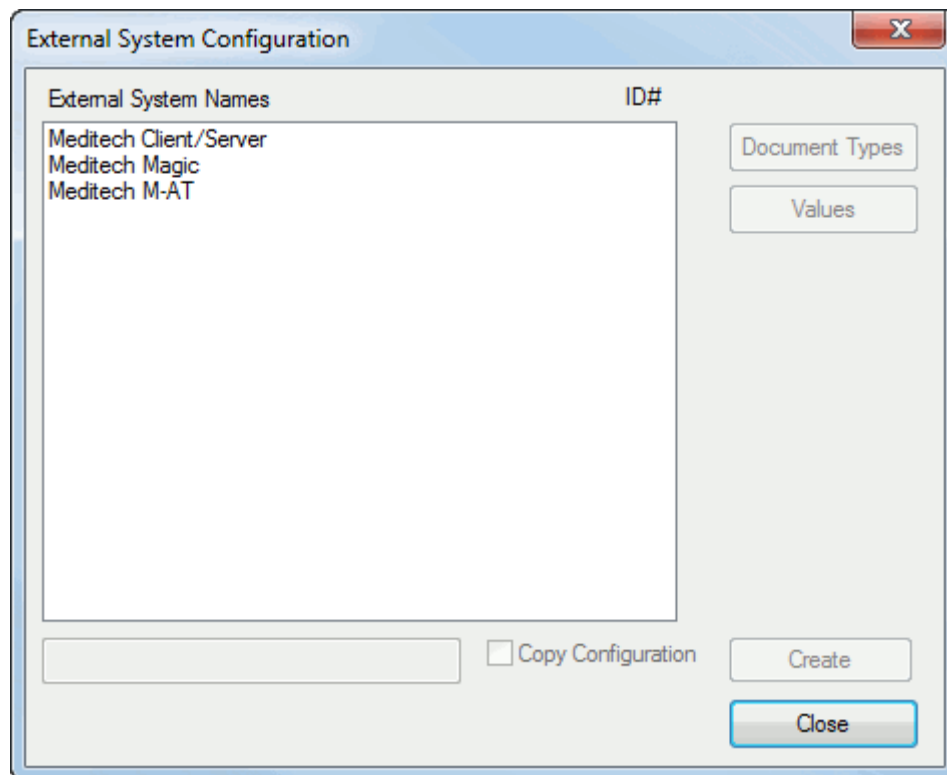 External System Configuration
External System Names
ID#
Meditech Client/Server
Meditech Magic
Meditech M-AT
Document Types
Values
Copy Configuration
Create
Close